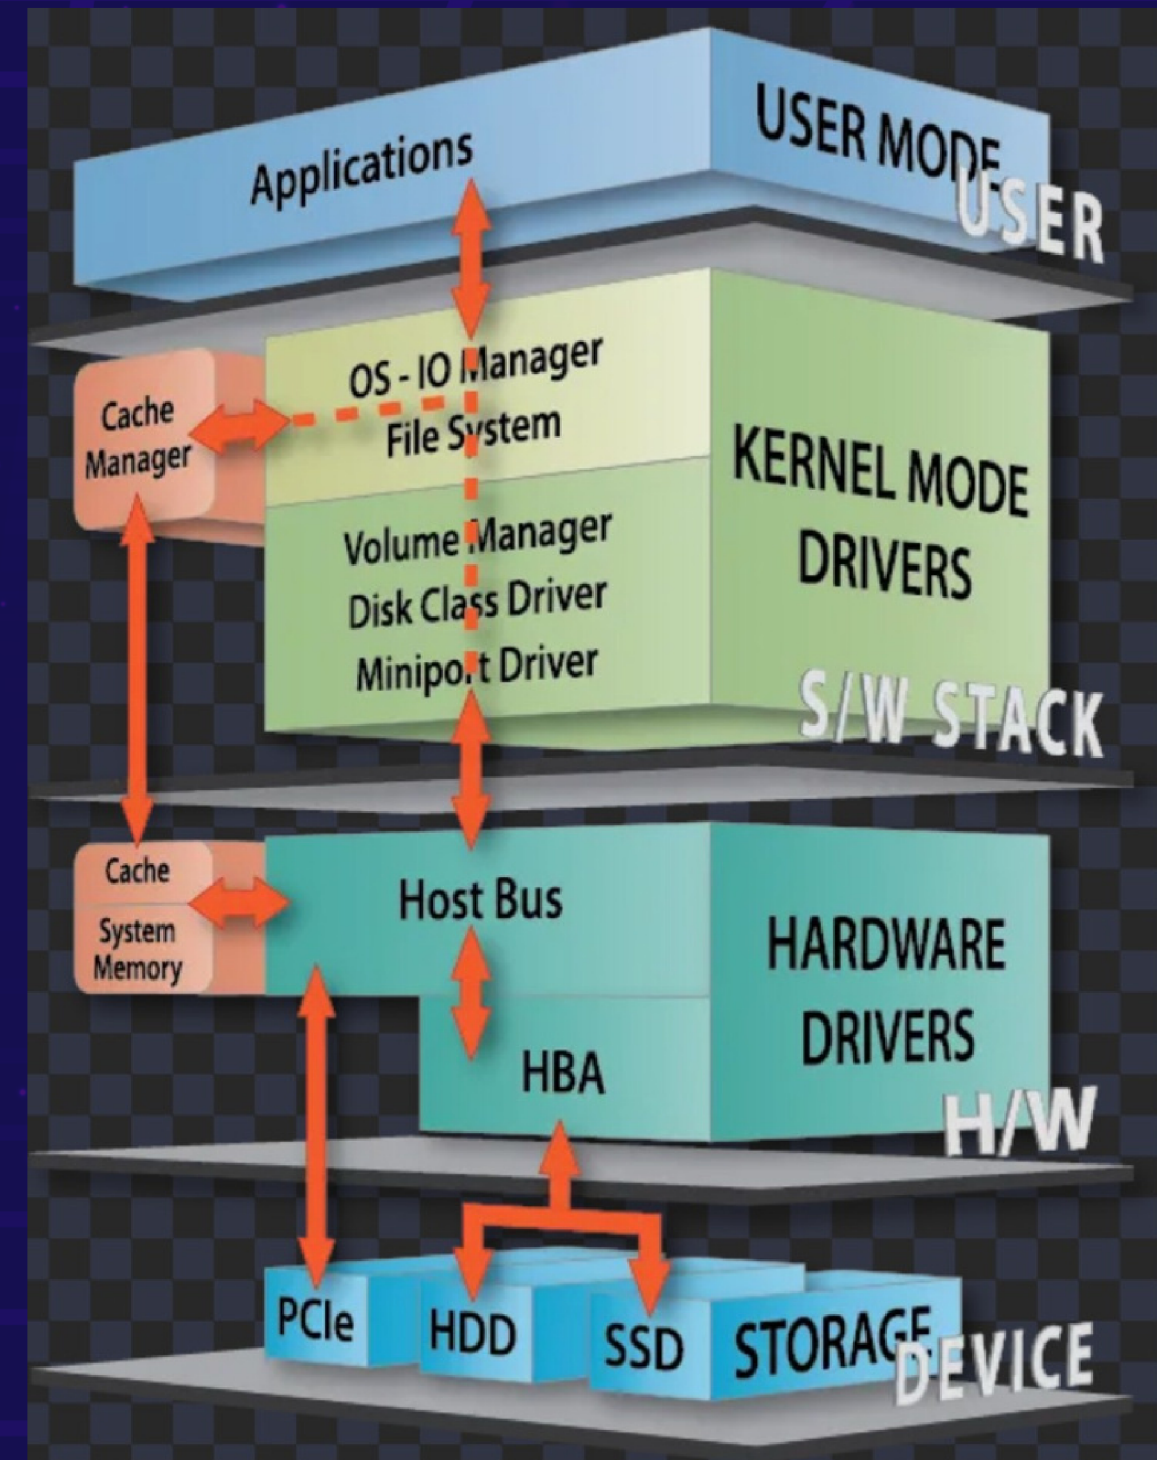 Applications
USER MODE
USER
OS - IO Manager
File System
Cache
Manager
Volume Manager
Disk Class Driver
Miniport Driver
KERNEL MODE
DRIVERS
S/W STACK
Cache
System
Memory
Host Bus
HBA
HARDWARE
DRIVERS
H/W
PCIe
HDD
SSD
STORAGE
DEVICE